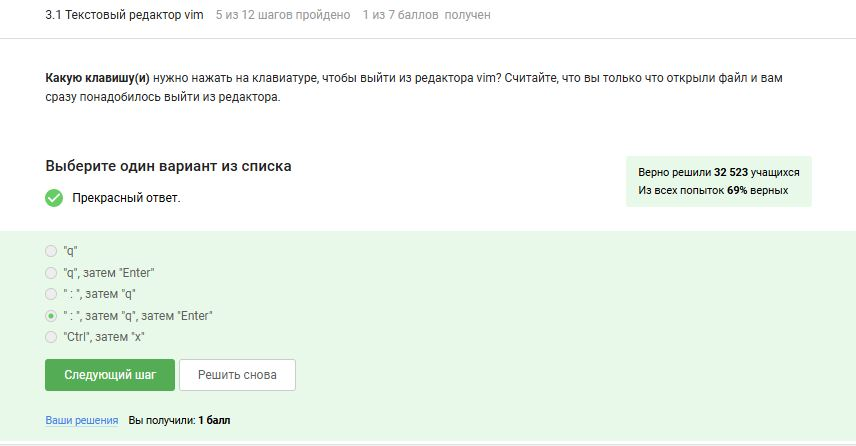 3.1 Текстовый редактор vim 5 из 12 шагов пройдено 1 из 7 баллов получен
Какую клавишу(и) нужно нажать на клавиатуре, чтобы выйти из редактора vim? Считайте, что вы только что открыли файл и вам
сразу понадобилось выйти из редактора.
Выберите один вариант из списка
Прекрасный ответ.
Верно решили 32 523 учащихся
Из всех попыток 69% верных
"q"
"q", затем "Enter"
" : ", затем "q"
" : ", затем "q", затем "Enter"
"Ctrl", затем "x"
Следующий шаг Решить снова
Ваши решения Вы получили: 1 балл